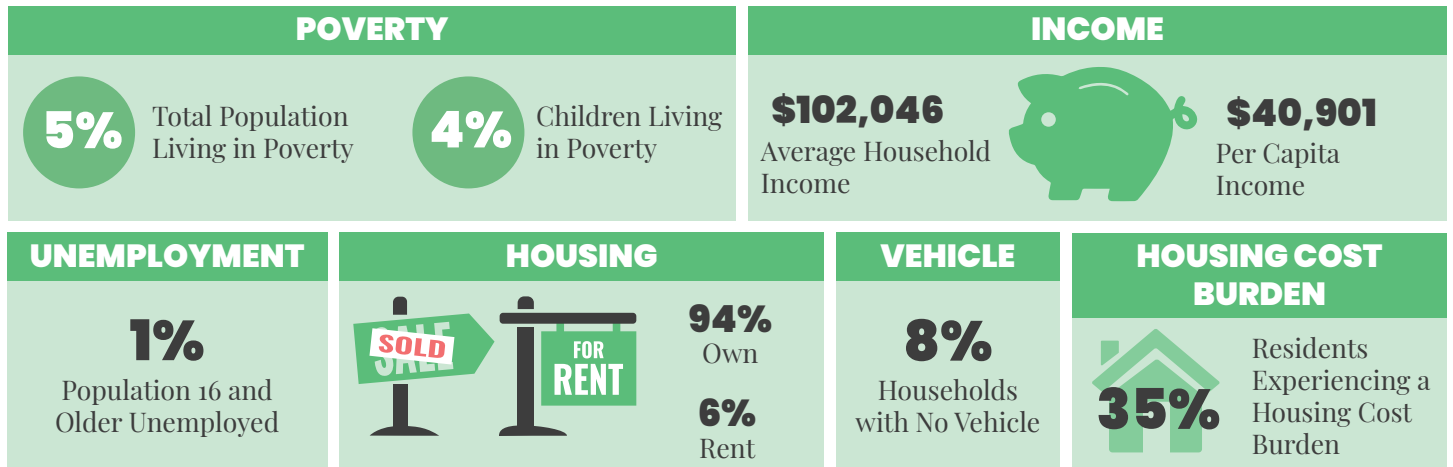 POVERTY
5%
Total Population
Living in Poverty
4%
Children Living
in Poverty
INCOME
$102,046
Average Household
Income
$40,901
Per Capita
Income
UNEMPLOYMENT
1%
Population 16 and
Older Unemployed
HOUSING
SALE
SOLD
FOR
RENT
94%
Own
6%
Rent
VEHICLE
8%
Households
with No Vehicle
HOUSING COST
BURDEN
35%
Residents
Experiencing a
Housing Cost
Burden